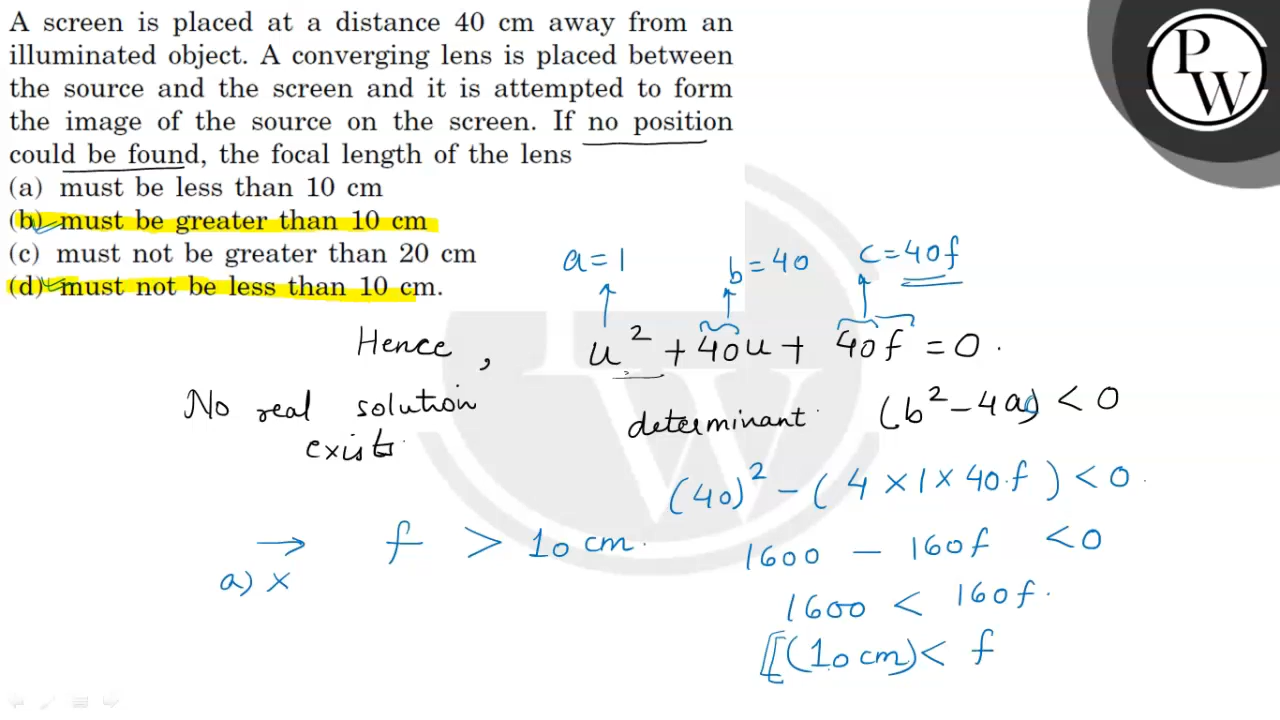 A screen is placed at a distance 40 cm away from an
illuminated object. A converging lens is placed between
the source and the screen and it is attempted to form
the image of the source on the screen. If no position
could be found, the focal length of the lens
(a) must be less than 10 cm
(b) must be greater than 10 cm
(c) must not be greater than 20 cm
(d) must not be less than 10 cm.
P
W
a=1
b=40
c=40f
Hence, u² + 40u + 40f = 0.
No real solution
exists.
determinant (b² - 4ac) < 0
(40)² - (4 × 1 × 40.f) < 0.
→ f > 10 cm.
1600 - 160f < 0
a) ×
1600 < 160f.
[(10 cm) < f